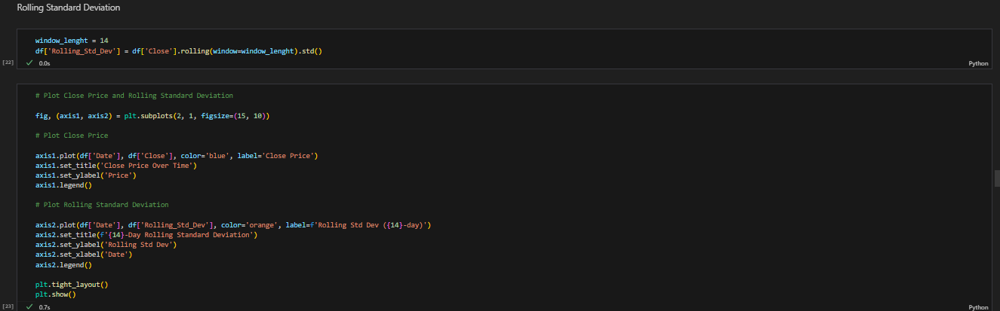 Rolling Standard Deviation
window_lenght = 14
df['Rolling_Std_Dev'] = df['Close'].rolling(window=window_lenght).std()
[22] 0.0s Python
# Plot Close Price and Rolling Standard Deviation
fig, (axis1, axis2) = plt.subplots(2, 1, figsize=(15, 10))
# Plot Close Price
axis1.plot(df['Date'], df['Close'], color='blue', label='Close Price')
axis1.set_title('Close Price Over Time')
axis1.set_ylabel('Price')
axis1.legend()
# Plot Rolling Standard Deviation
axis2.plot(df['Date'], df['Rolling_Std_Dev'], color='orange', label=f'Rolling Std Dev ({14}-day)')
axis2.set_title(f'{14}-Day Rolling Standard Deviation')
axis2.set_ylabel('Rolling Std Dev')
axis2.set_xlabel('Date')
axis2.legend()
plt.tight_layout()
plt.show()
[23] 0.7s Python